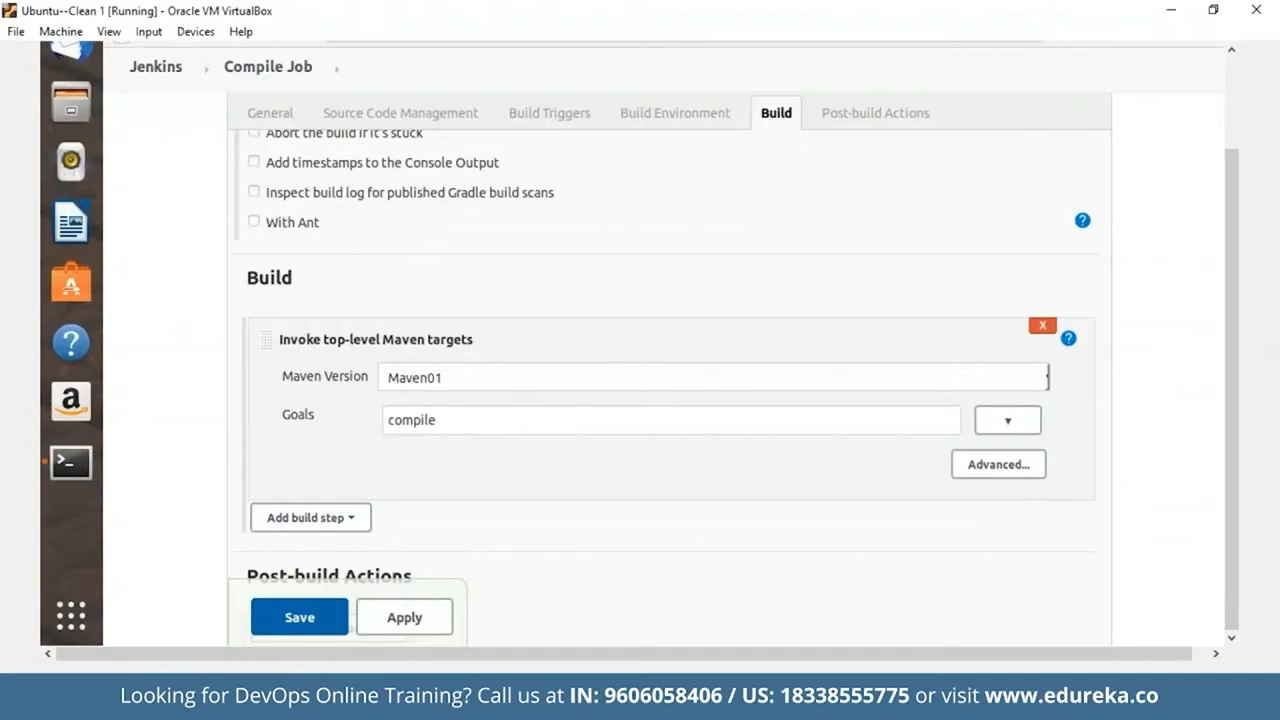 Ubuntu--Clean 1 [Running] - Oracle VM VirtualBox
File Machine View Input Devices Help
Jenkins › Compile Job ›
General Source Code Management Build Triggers Build Environment Build Post-build Actions
Abort the build if it's stuck
Add timestamps to the Console Output
Inspect build log for published Gradle build scans
With Ant
?
Build
Invoke top-level Maven targets
X
?
Maven Version Maven01
Goals compile
Advanced...
Add build step
Post-build Actions
Save Apply
Looking for DevOps Online Training? Call us at IN: 9606058406 / US: 18338555775 or visit www.edureka.co